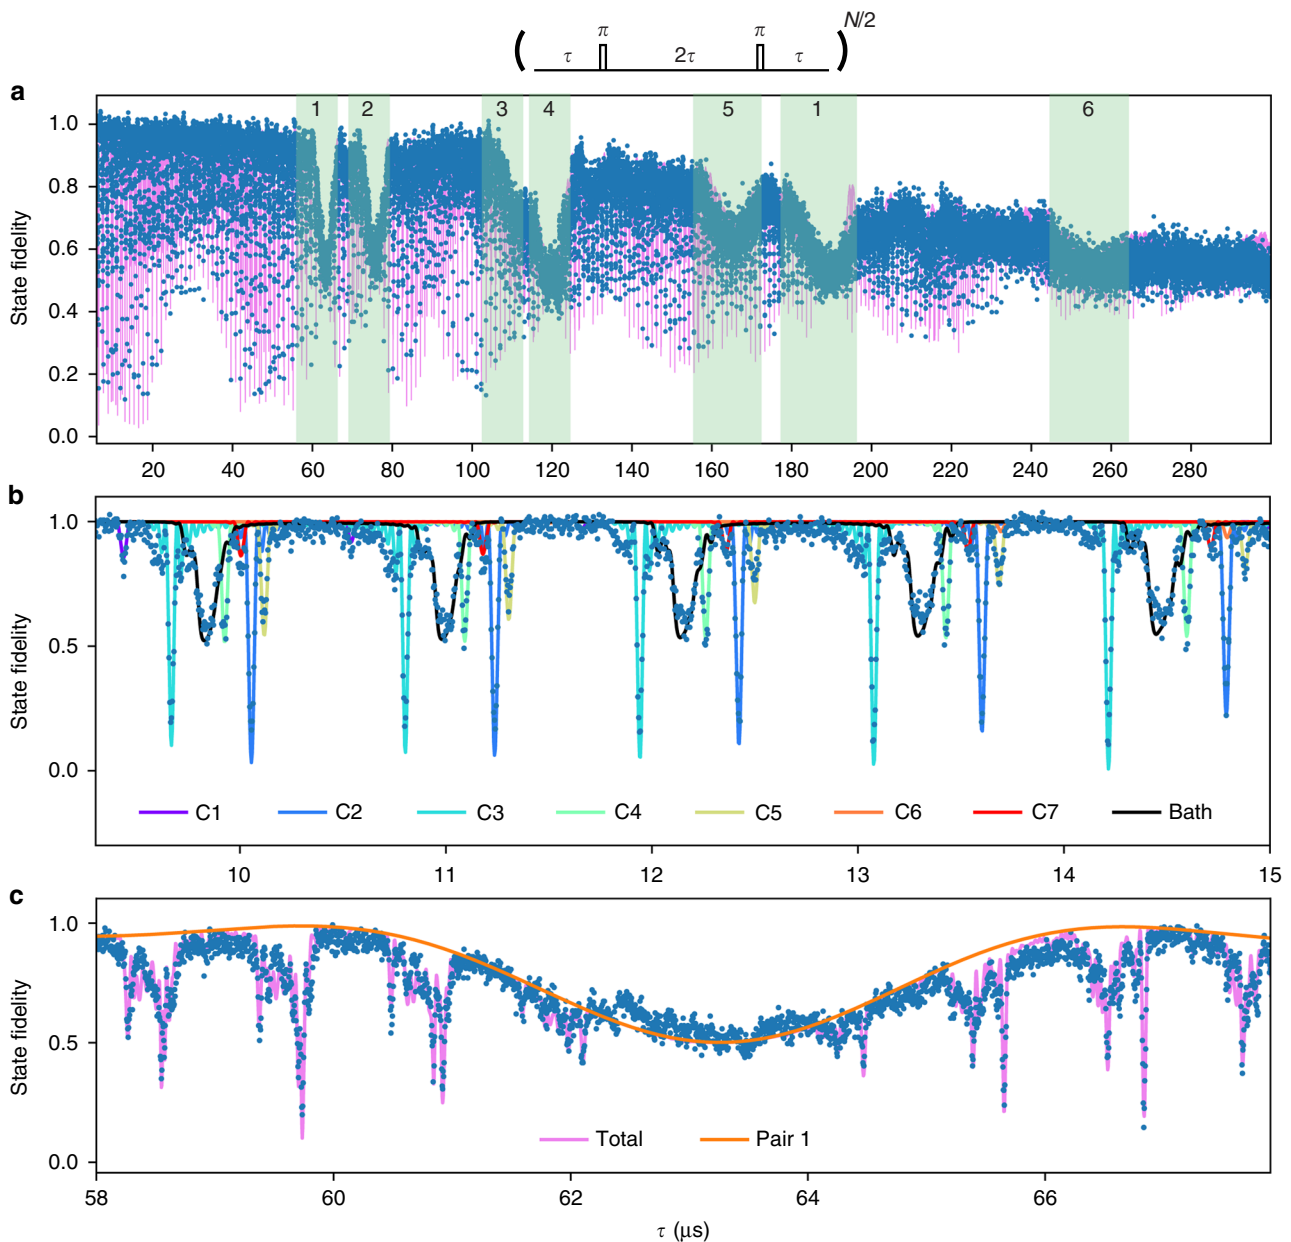 ( τ π 2τ π τ ) N/2
a
1 2 3 4 5 1 6
State fidelity
1.0
0.8
0.6
0.4
0.2
0.0
20 40 60 80 100 120 140 160 180 200 220 240 260 280
b
State fidelity
1.0
0.5
0.0
C1 C2 C3 C4 C5 C6 C7 Bath
10 11 12 13 14 15
c
State fidelity
1.0
0.5
0.0
Total Pair 1
58 60 62 64 66
τ (μs)